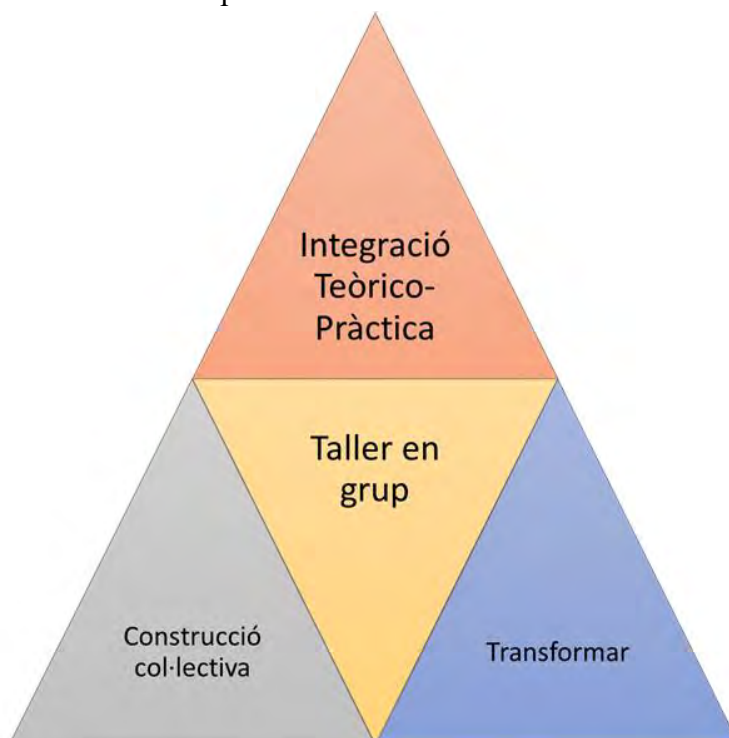 Integració
Teòrico-
Pràctica
Taller en
grup
Construcció
col·lectiva
Transformar